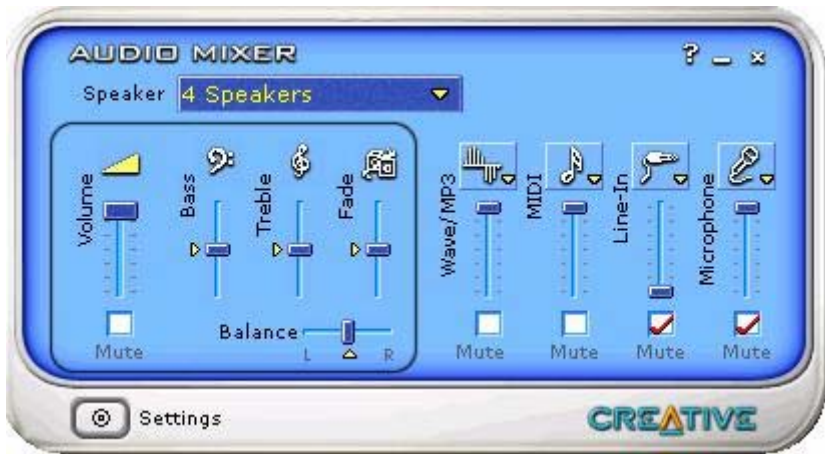 AUDIO MIXER
? _ x
Speaker 4 Speakers
Volume
Bass
Treble
Fade
Wave/MP3
MIDI
Line-In
Microphone
Balance
L R
Mute Mute Mute Mute Mute
Settings
CREATIVE